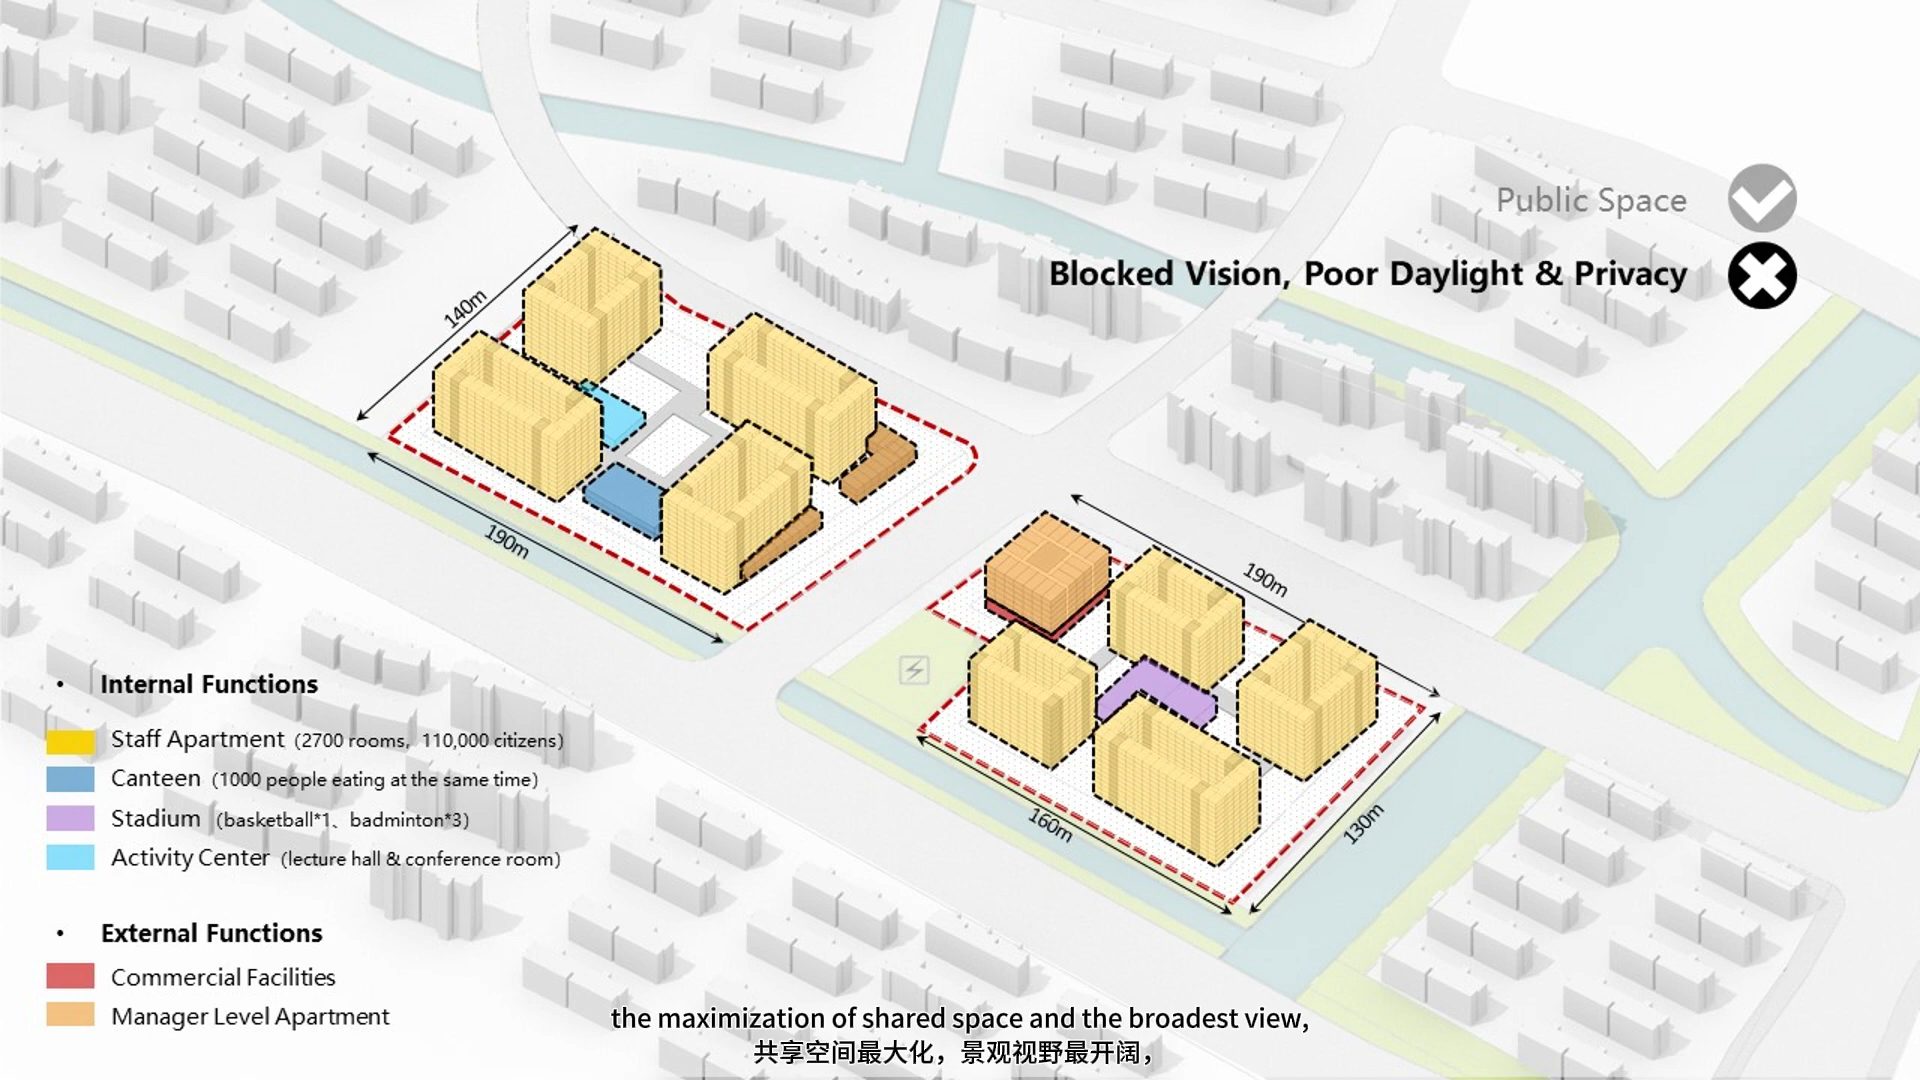 Public Space
Blocked Vision, Poor Daylight & Privacy
140m
190m
190m
160m
130m
• Internal Functions
Staff Apartment (2700 rooms, 110,000 citizens)
Canteen (1000 people eating at the same time)
Stadium (basketball*1、badminton*3)
Activity Center (lecture hall & conference room)
• External Functions
Commercial Facilities
Manager Level Apartment
the maximization of shared space and the broadest view,
共享空间最大化，景观视野最开阔，